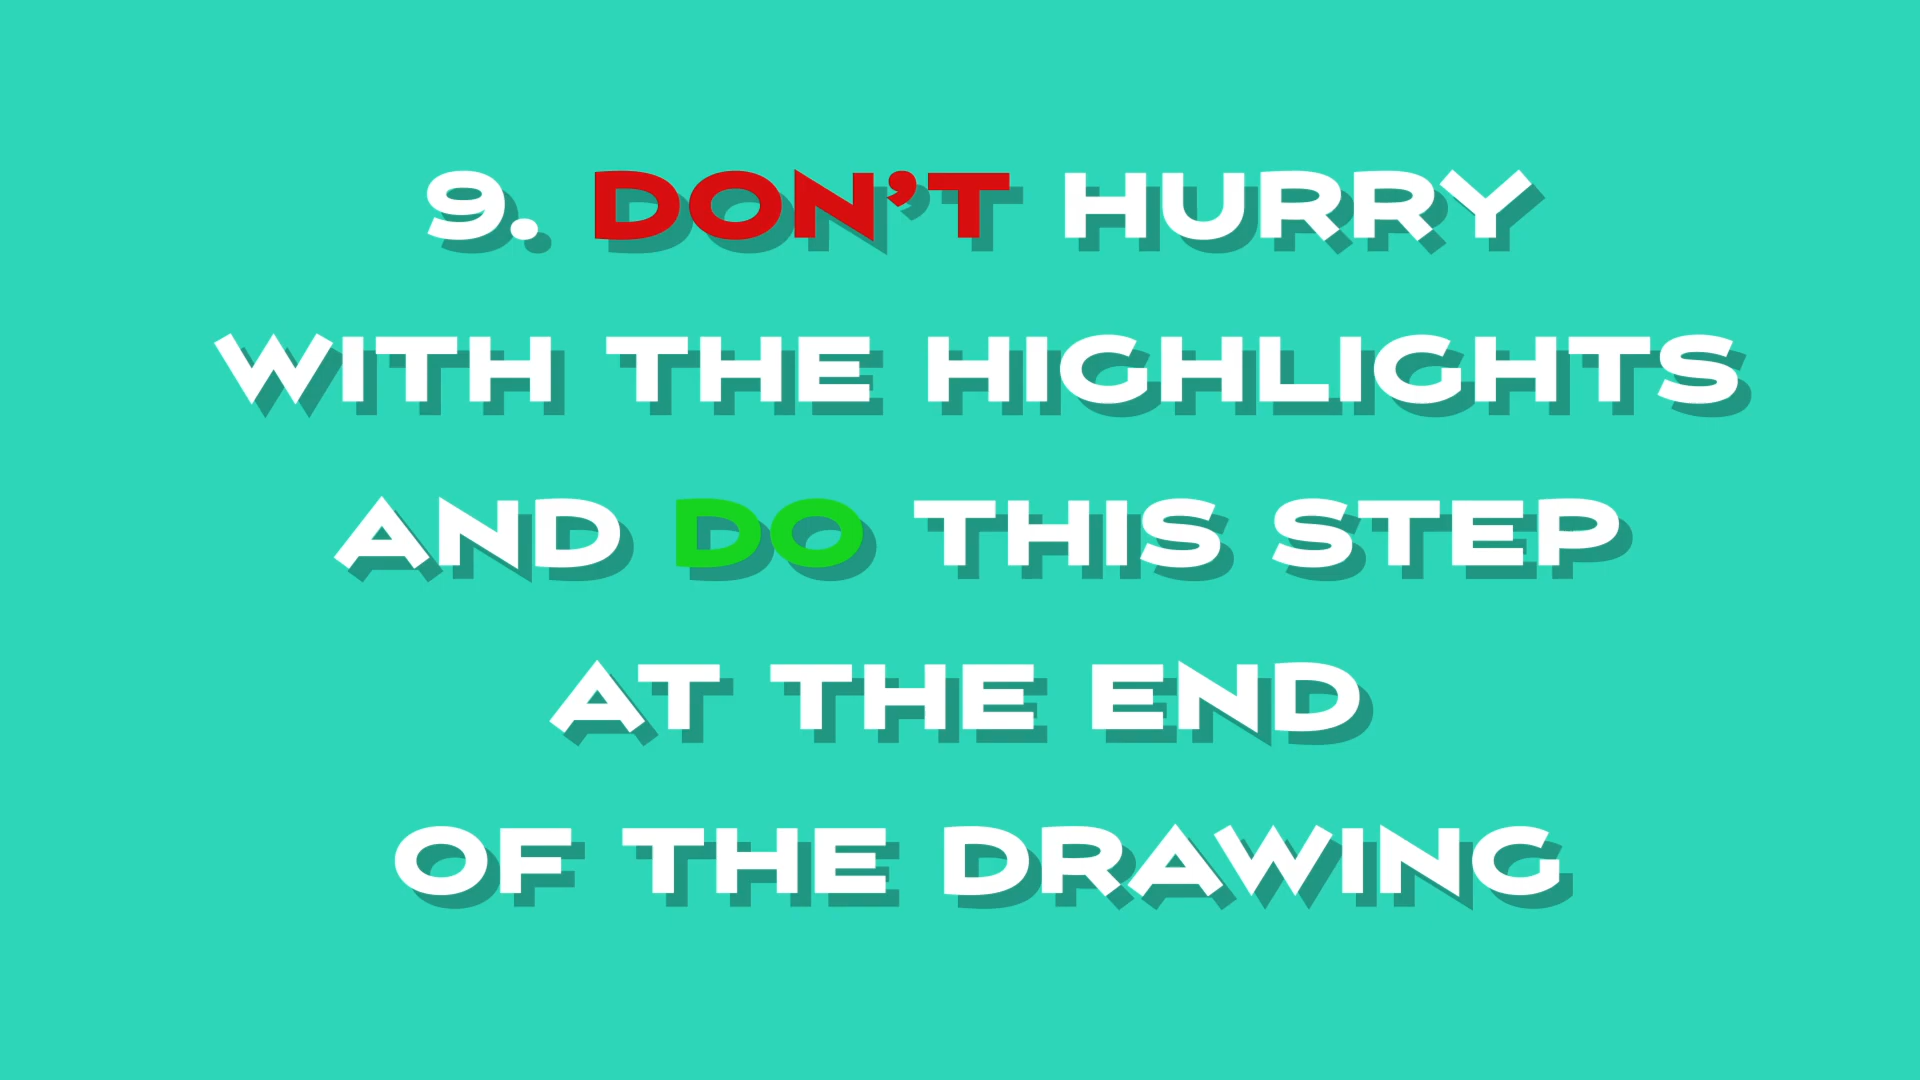 9. DON’T HURRY
WITH THE HIGHLIGHTS
AND DO THIS STEP
AT THE END
OF THE DRAWING